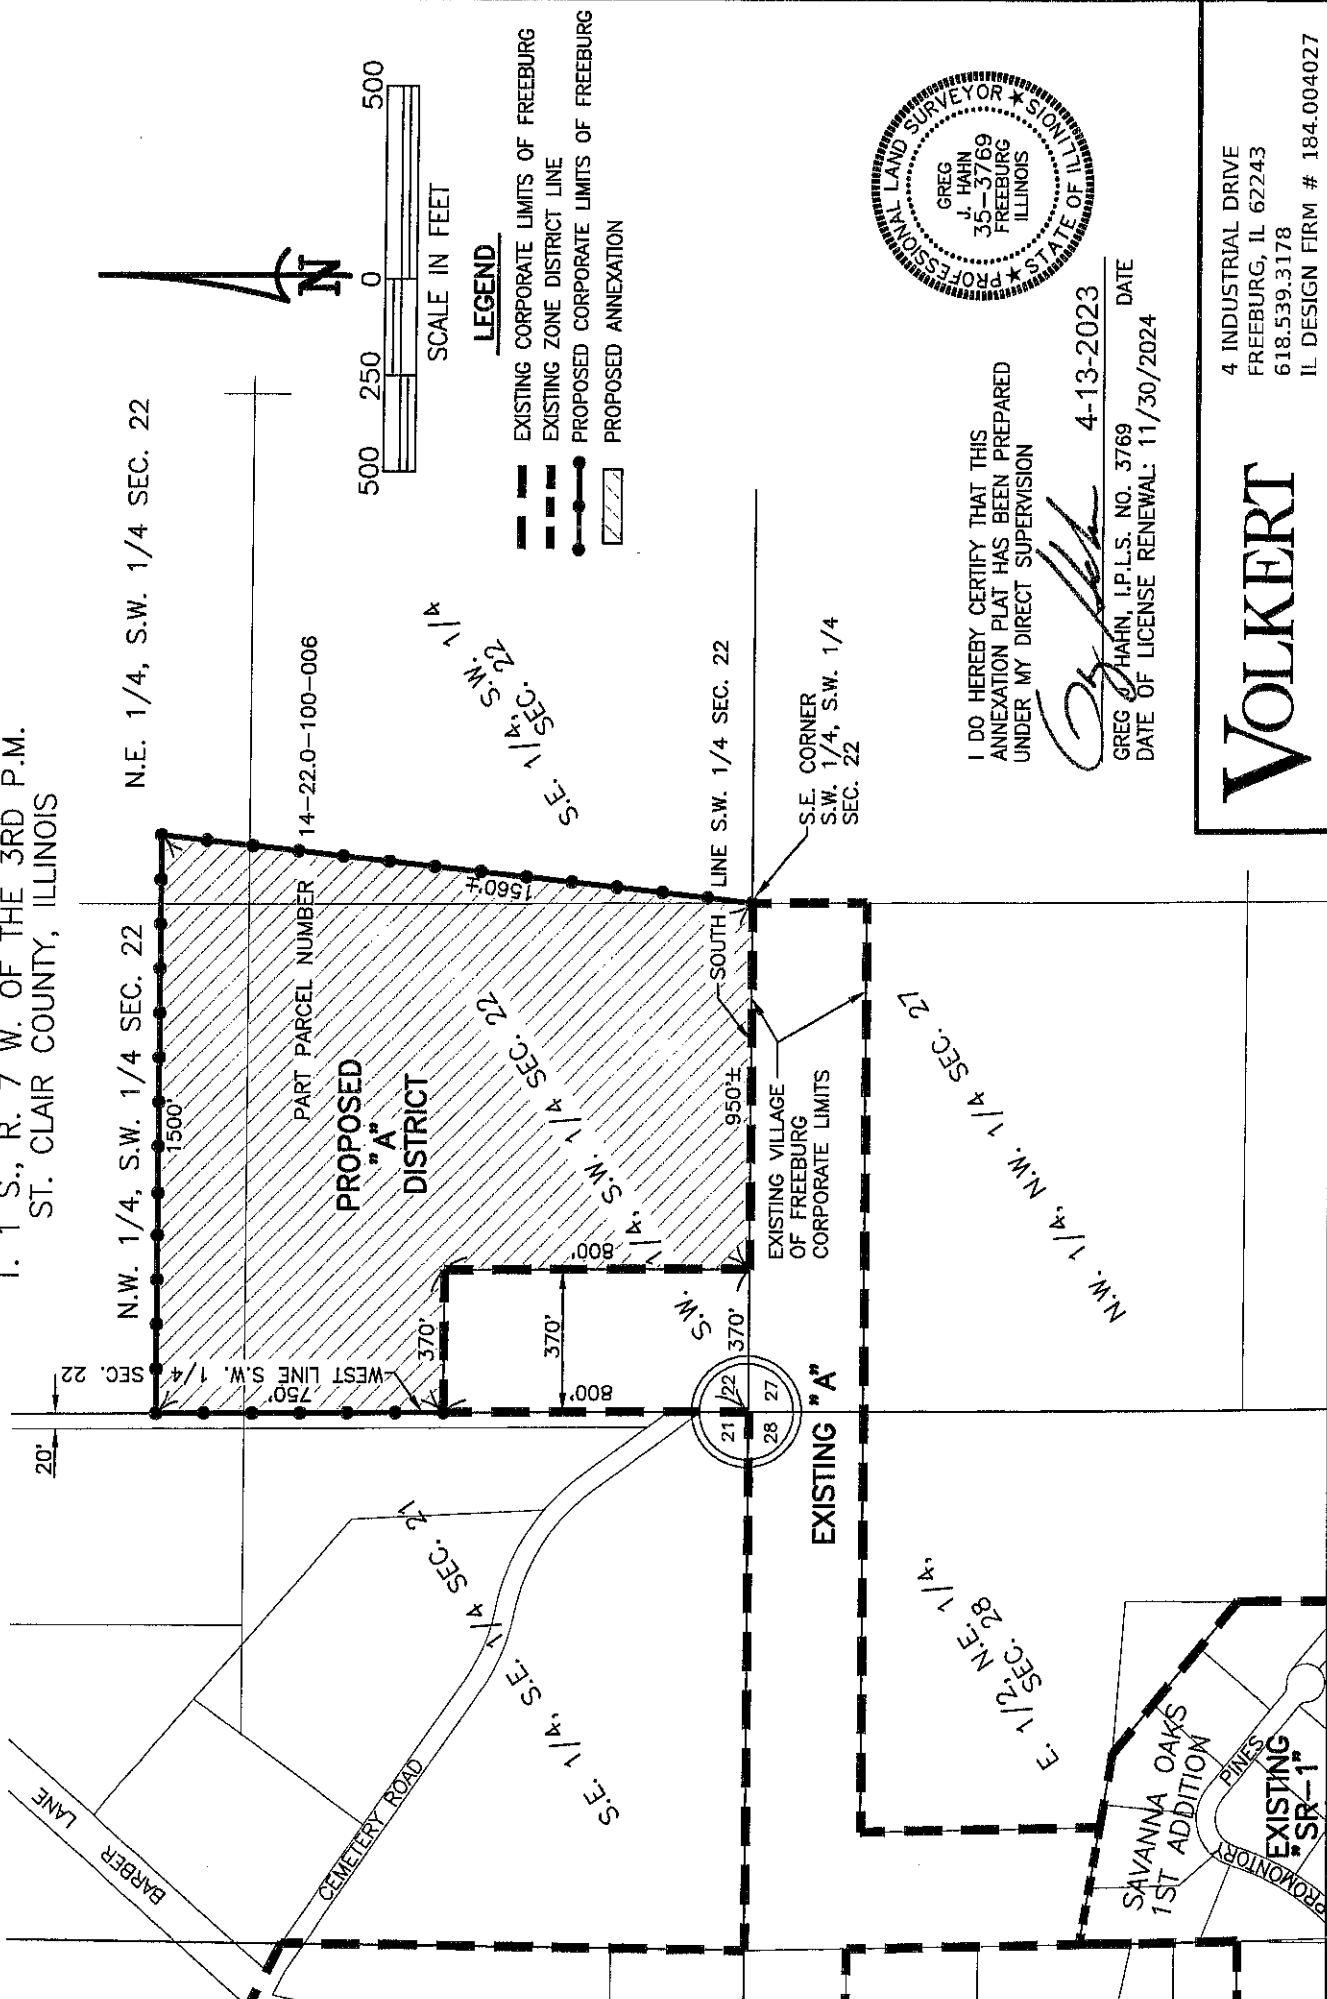 T. 1 S., R. 7 W. OF THE 3RD P.M.
ST. CLAIR COUNTY, ILLINOIS
N.W. 1/4, S.W. 1/4 SEC. 22
N.E. 1/4, S.W. 1/4 SEC. 22
20'
1500'
WEST LINE S.W. 1/4 SEC. 22
750'
PART PARCEL NUMBER 14-22.0-100-006
PROPOSED
"A"
DISTRICT
1560'±
S.E. 1/4, S.W. 1/4
SEC. 22
S.W. 1/4, S.W. 1/4 SEC. 22
370'
370'
370'
800'
800'
950'±
SOUTH LINE S.W. 1/4 SEC. 22
S.E. CORNER
S.W. 1/4, S.W. 1/4
SEC. 22
21
22
28
27
EXISTING VILLAGE
OF FREEBURG
CORPORATE LIMITS
EXISTING "A"
N.W. 1/4, N.W. 1/4 SEC. 27
BARBER LANE
CEMETERY ROAD
S.E. 1/4, S.E. 1/4 SEC. 21
E. 1/2, N.E. 1/4,
SEC. 28
SAVANNA OAKS
1ST ADDITION
PROMONTORY PINES
EXISTING
"SR-1"
N
500 250 0 500
SCALE IN FEET
LEGEND
EXISTING CORPORATE LIMITS OF FREEBURG
EXISTING ZONE DISTRICT LINE
PROPOSED CORPORATE LIMITS OF FREEBURG
PROPOSED ANNEXATION
PROFESSIONAL LAND SURVEYOR
STATE OF ILLINOIS
GREG
J. HAHN
35-3769
FREEBURG
ILLINOIS
I DO HEREBY CERTIFY THAT THIS
ANNEXATION PLAT HAS BEEN PREPARED
UNDER MY DIRECT SUPERVISION
4-13-2023
GREG J HAHN, I.P.L.S. NO. 3769 DATE
DATE OF LICENSE RENEWAL: 11/30/2024
VOLKERT
4 INDUSTRIAL DRIVE
FREEBURG, IL 62243
618.539.3178
IL DESIGN FIRM # 184.004027